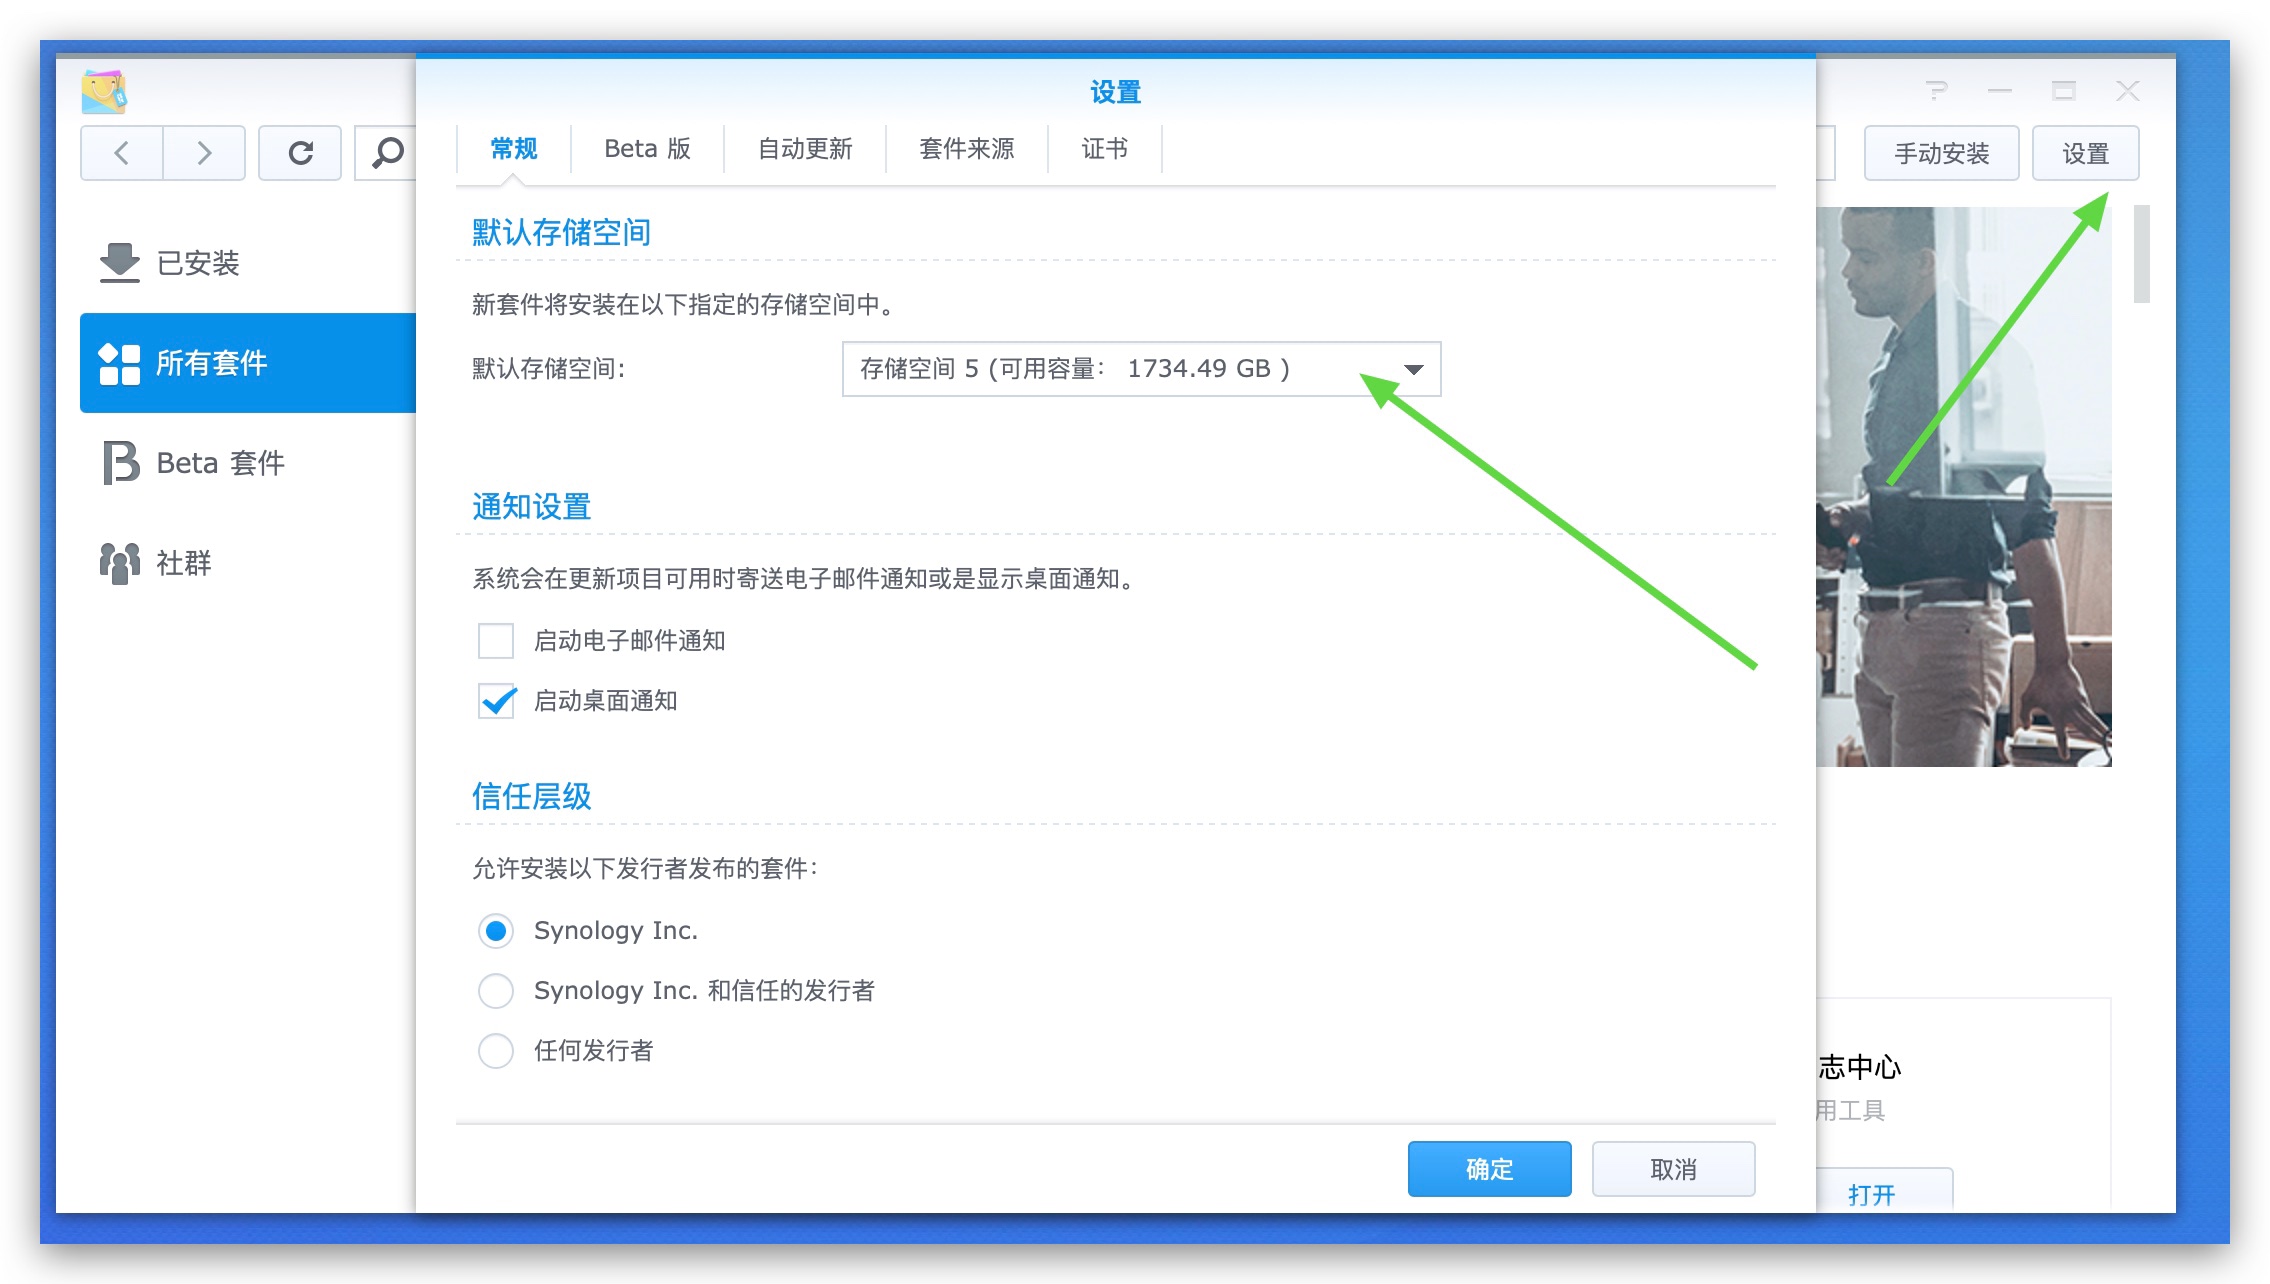 设置
手动安装
设置
常规
Beta 版
自动更新
套件来源
证书
已安装
所有套件
Beta 套件
社群
默认存储空间
新套件将安装在以下指定的存储空间中。
默认存储空间:
存储空间 5 (可用容量： 1734.49 GB )
通知设置
系统会在更新项目可用时寄送电子邮件通知或是显示桌面通知。
启动电子邮件通知
启动桌面通知
信任层级
允许安装以下发行者发布的套件：
Synology Inc.
Synology Inc. 和信任的发行者
任何发行者
确定
取消
志中心
用工具
打开